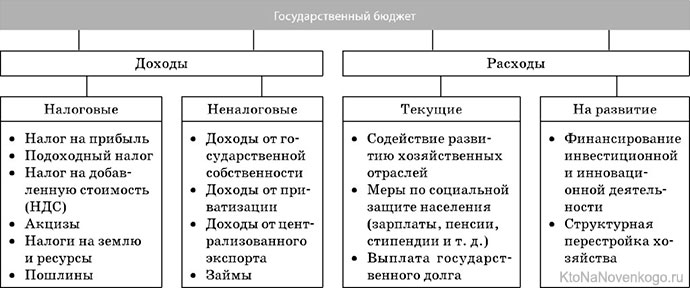 Государственный бюджет
Доходы
Расходы
Налоговые
• Налог на прибыль
• Подоходный налог
• Налог на добав-
ленную стоимость
(НДС)
• Акцизы
• Налоги на землю
и ресурсы
• Пошлины
Неналоговые
• Доходы от го-
сударственной
собственности
• Доходы от при-
ватизации
• Доходы от цент-
рализованного
экспорта
• Займы
Текущие
• Содействие разви-
тию хозяйственных
отраслей
• Меры по социальной
защите населения
(зарплаты, пенсии,
стипендии и т. д.)
• Выплата государст-
венного долга
На развитие
• Финансирование
инвестиционной
и инноваци-
онной деятель-
ности
• Структурная
перестройка хо-
зяйства
KtoNaNovenkogo.ru